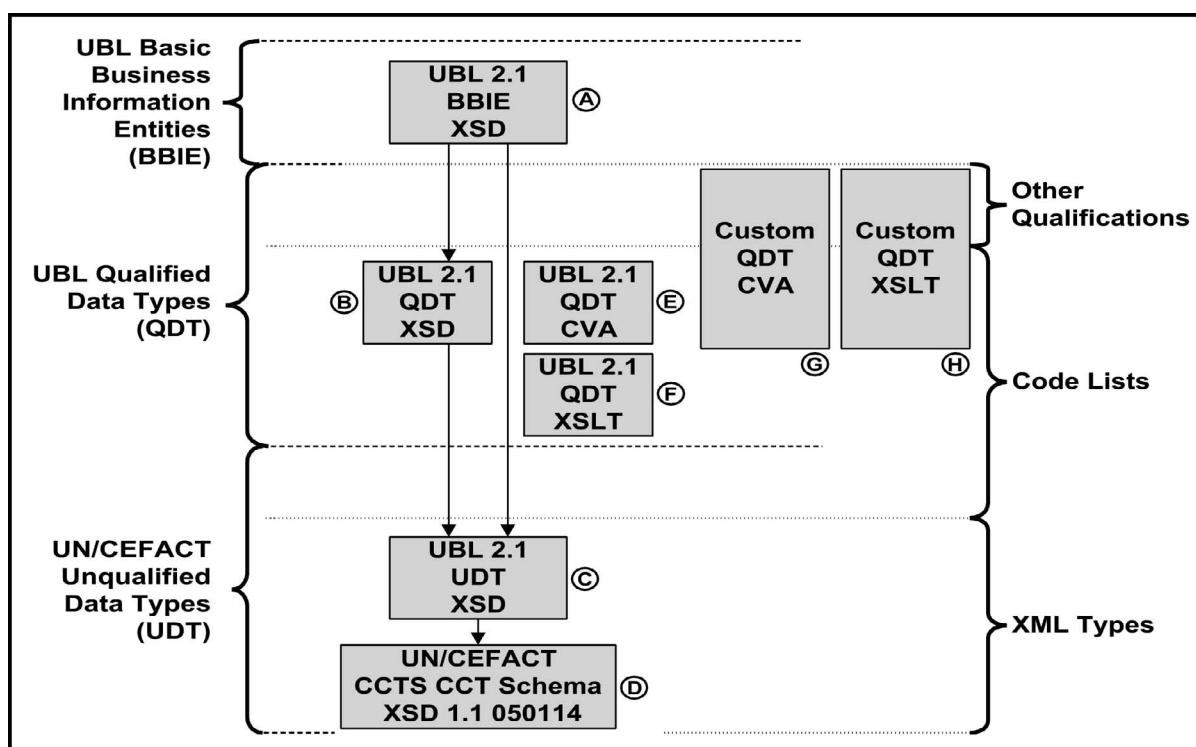 UBL Basic
Business
Information
Entities
(BBIE)
UBL 2.1
BBIE
XSD
A
UBL Qualified
Data Types
(QDT)
UBL 2.1
QDT
XSD
B
UBL 2.1
QDT
CVA
E
UBL 2.1
QDT
XSLT
F
Custom
QDT
CVA
G
Custom
QDT
XSLT
H
Other
Qualifications
Code Lists
UN/CEFACT
Unqualified
Data Types
(UDT)
UBL 2.1
UDT
XSD
C
UN/CEFACT
CCTS CCT Schema
XSD 1.1 050114
D
XML Types